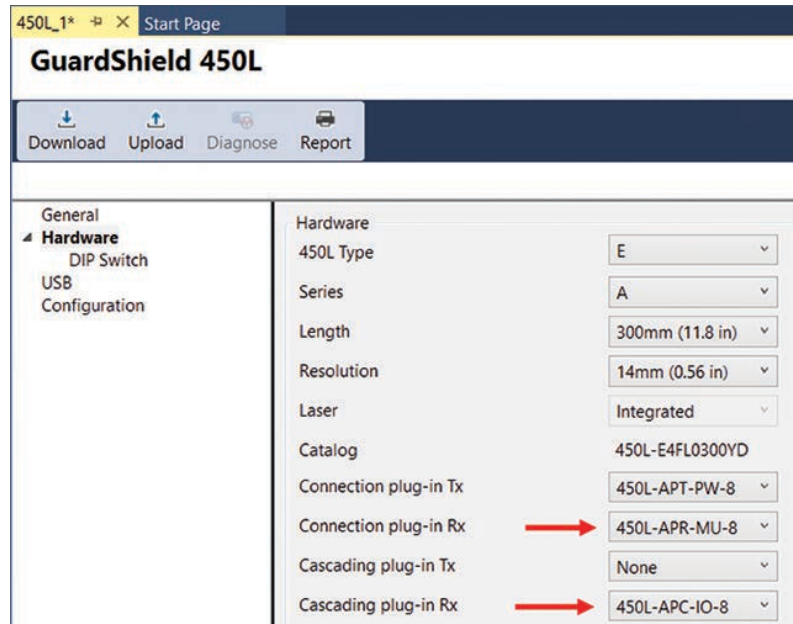 450L_1* Start Page
GuardShield 450L
Download Upload Diagnose Report
General
Hardware
DIP Switch
USB
Configuration
Hardware
450L Type E
Series A
Length 300mm (11.8 in)
Resolution 14mm (0.56 in)
Laser Integrated
Catalog 450L-E4FL0300YD
Connection plug-in Tx 450L-APT-PW-8
Connection plug-in Rx 450L-APR-MU-8
Cascading plug-in Tx None
Cascading plug-in Rx 450L-APC-IO-8